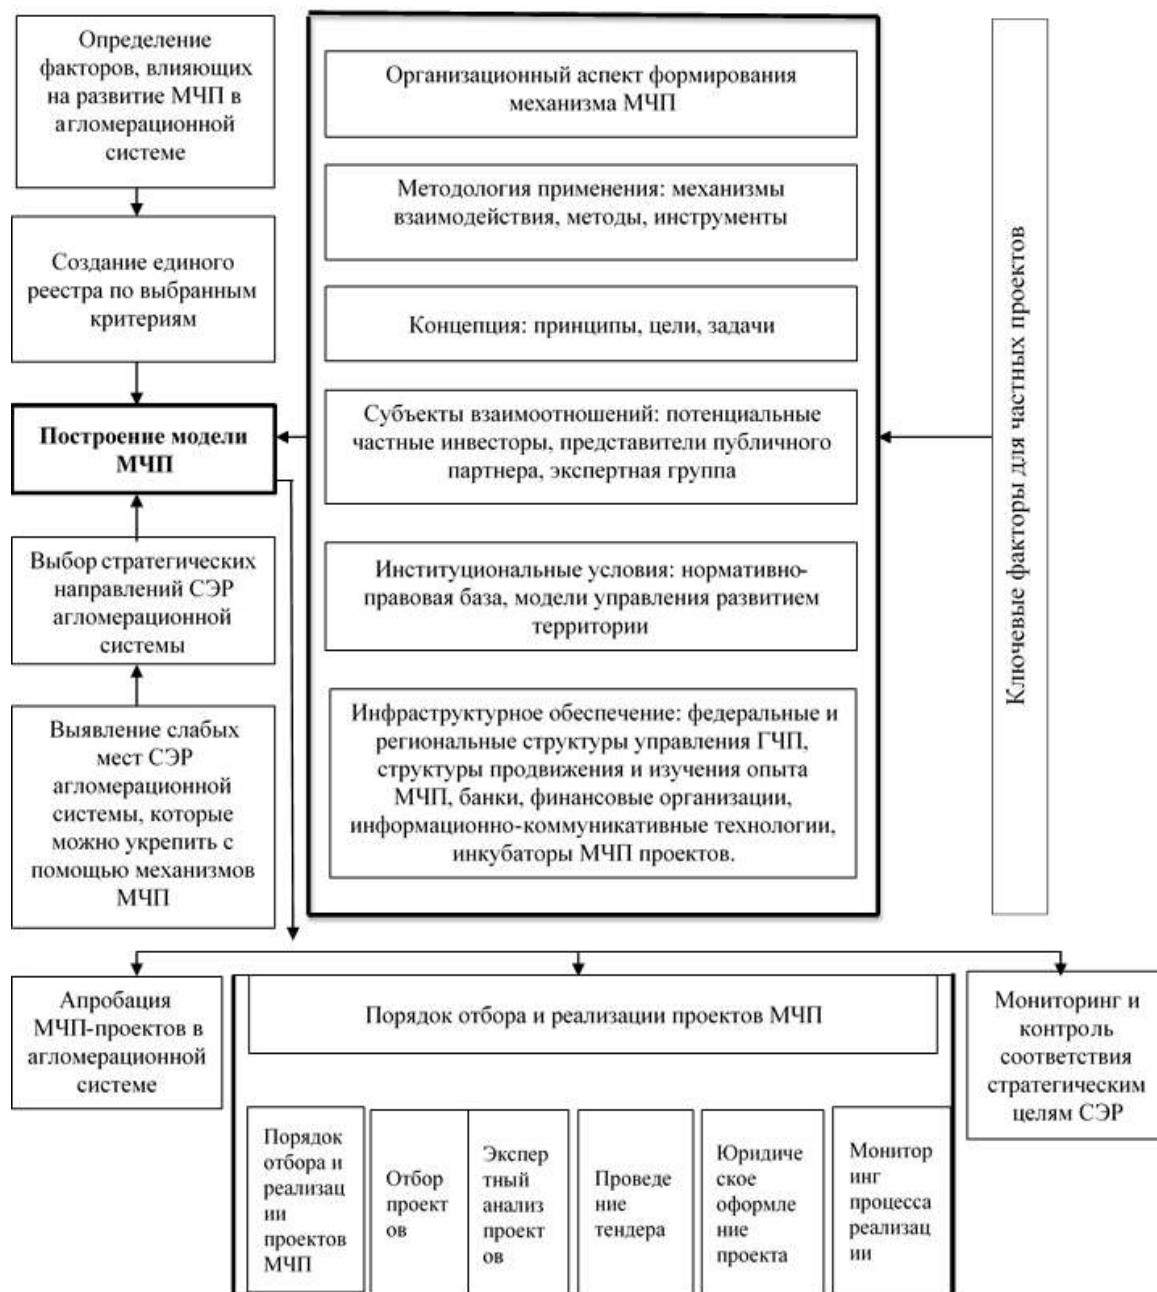 Определение
факторов, влияющих
на развитие МЧП в
агломерационной
системе
Создание единого
реестра по выбранным
критериям
Построение модели
МЧП
Выбор стратегических
направлений СЭР
агломерационной
системы
Выявление слабых
мест СЭР
агломерационной
системы, которые
можно укрепить с
помощью механизмов
МЧП
Организационный аспект формирования
механизма МЧП
Методология применения: механизмы
взаимодействия, методы, инструменты
Концепция: принципы, цели, задачи
Субъекты взаимоотношений: потенциальные
частные инвесторы, представители публичного
партнера, экспертная группа
Институциональные условия: нормативно-
правовая база, модели управления развитием
территории
Инфраструктурное обеспечение: федеральные и
региональные структуры управления ГЧП,
структуры продвижения и изучения опыта
МЧП, банки, финансовые организации,
информационно-коммуникативные технологии,
инкубаторы МЧП проектов.
Ключевые факторы для частных проектов
Апробация
МЧП-проектов в
агломерационной
системе
Порядок отбора и реализации проектов МЧП
Порядок
отбора и
реализац
ии
проектов
МЧП
Отбор
проект
ов
Экспер
тный
анализ
проект
ов
Проведе
ние
тендера
Юридиче
ское
оформле
ние
проекта
Монитор
инг
процесса
реализац
ии
Мониторинг и
контроль
соответствия
стратегическим
целям СЭР